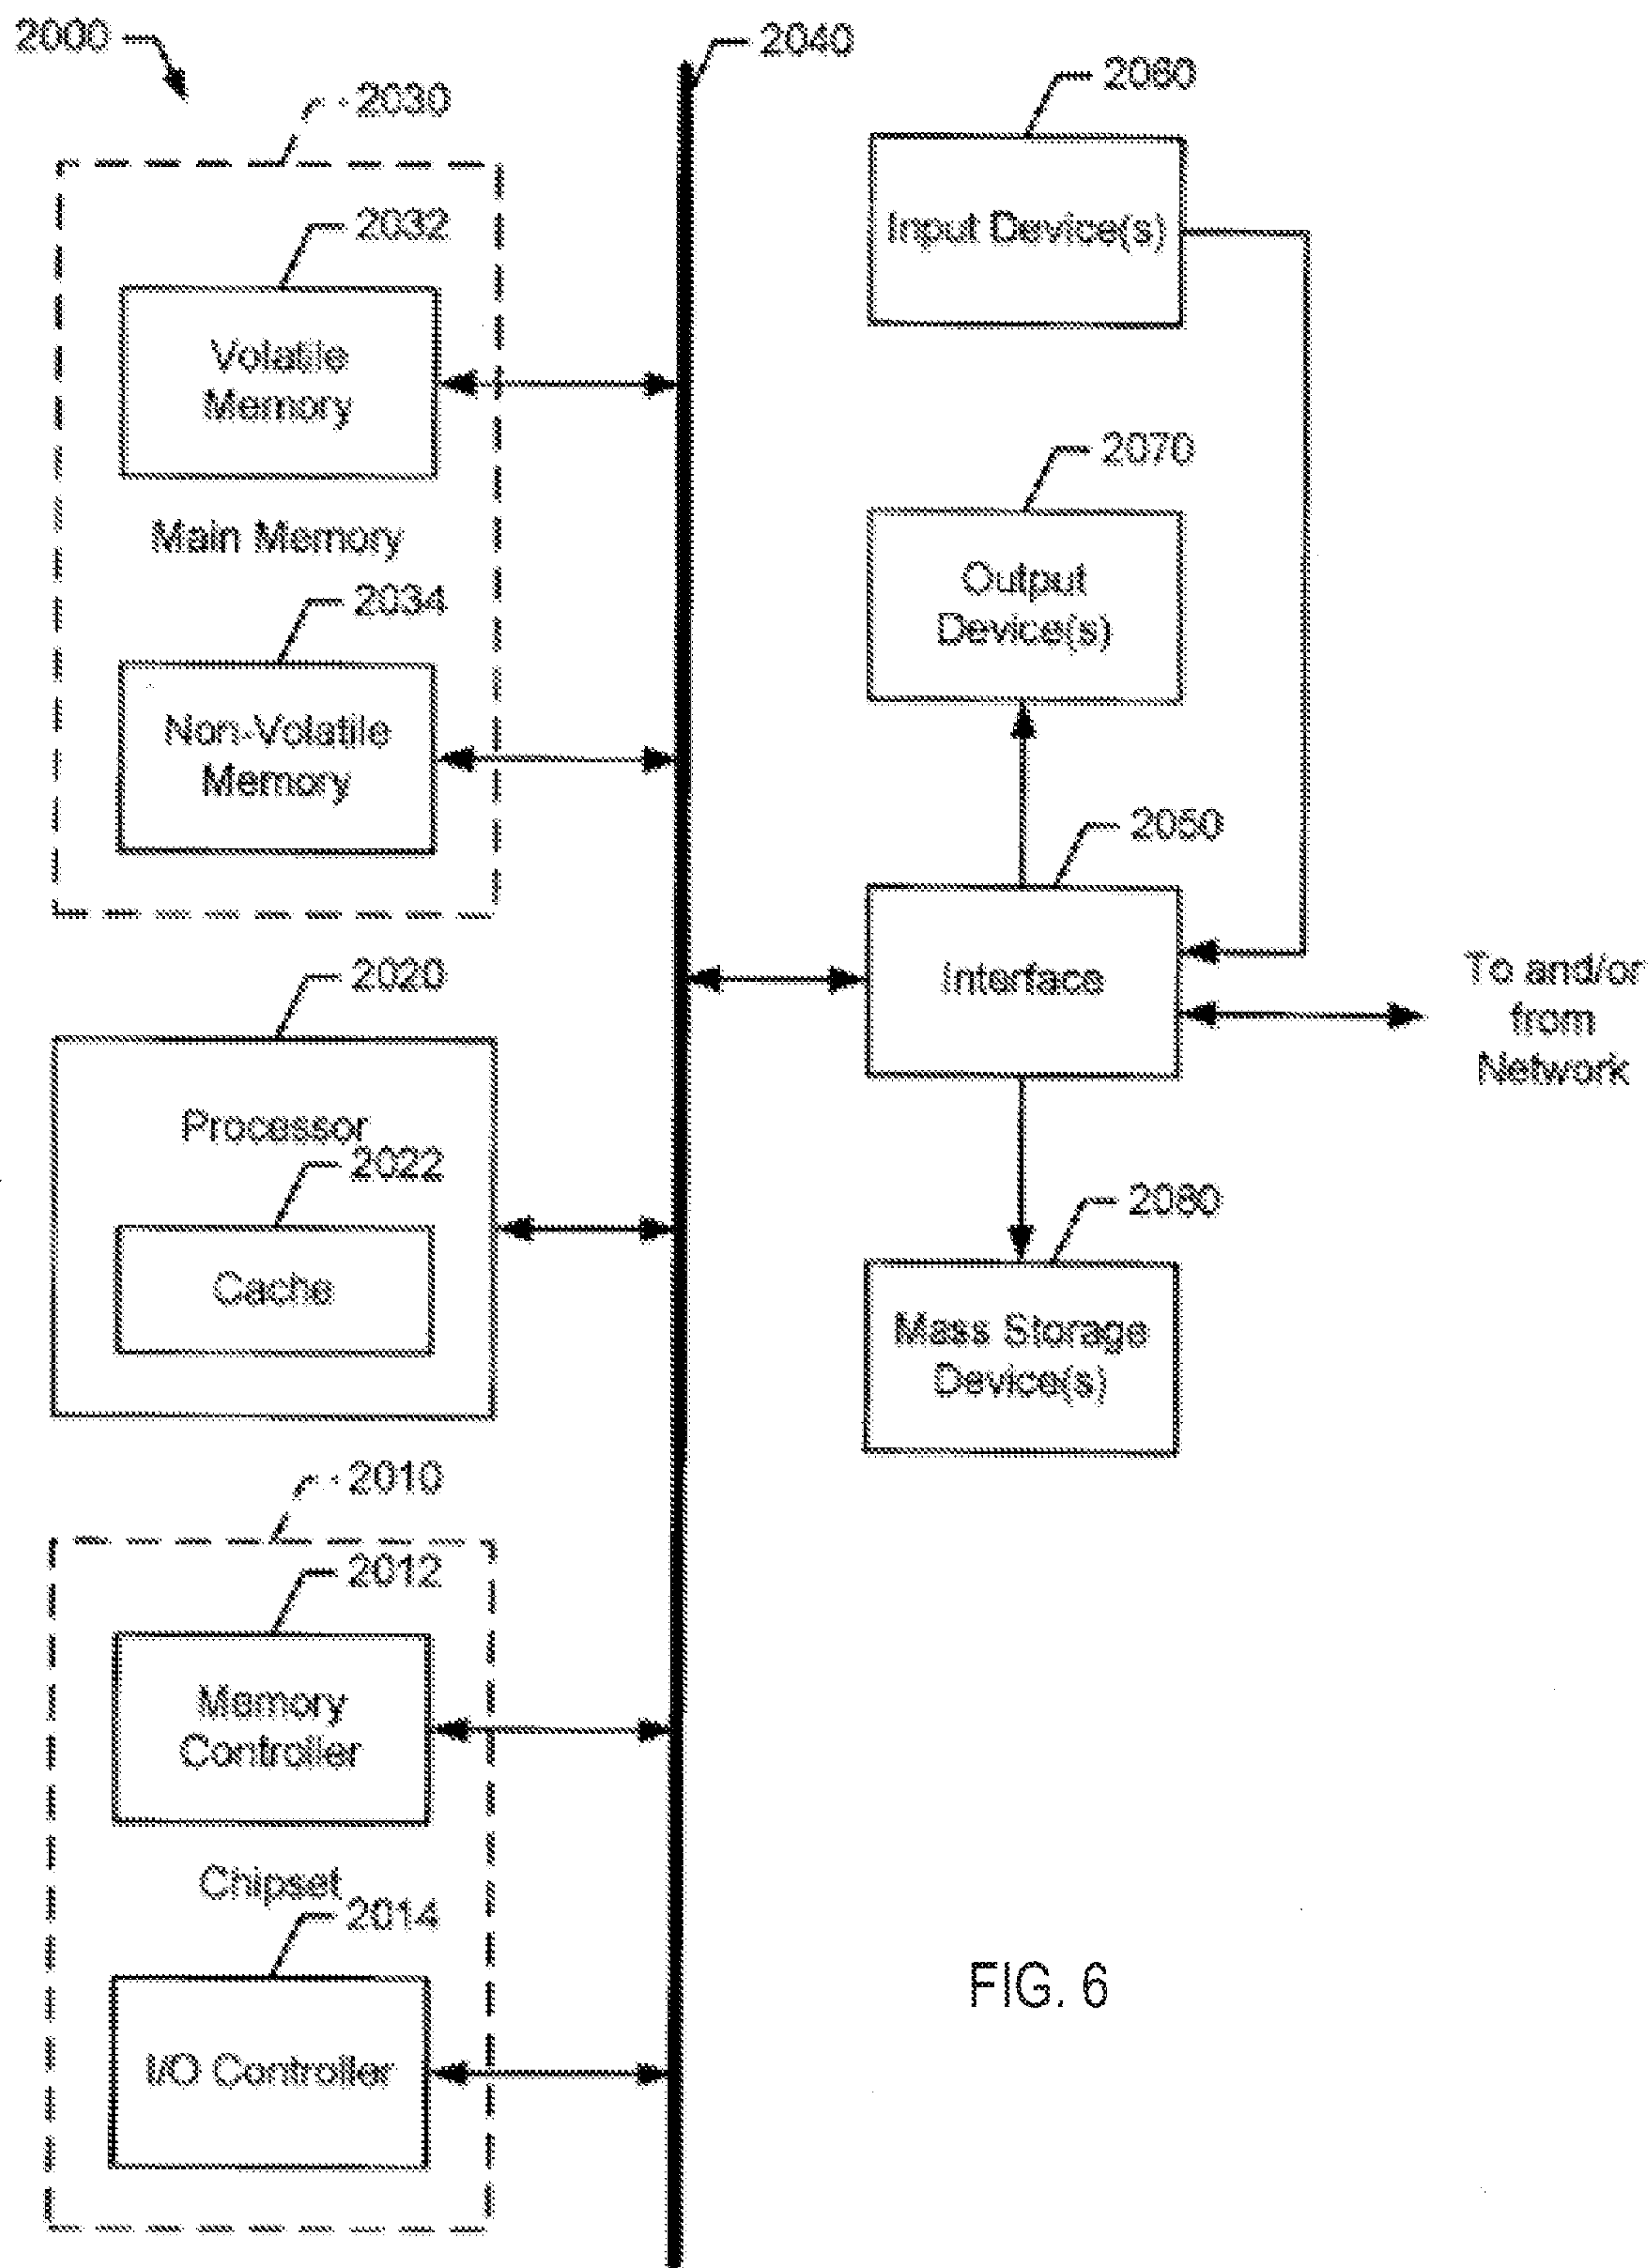 2000
2040
2060
2030
Input Device(s)
2032
Volatile
Memory
2070
Main Memory
Output
Device(s)
2034
Non-Volatile
Memory
2050
Interface
To and/or
from
Network
2020
Processor
2022
Cache
2080
Mass Storage
Device(s)
2010
2012
Memory
Controller
Chipset
2014
I/O Controller
FIG. 6